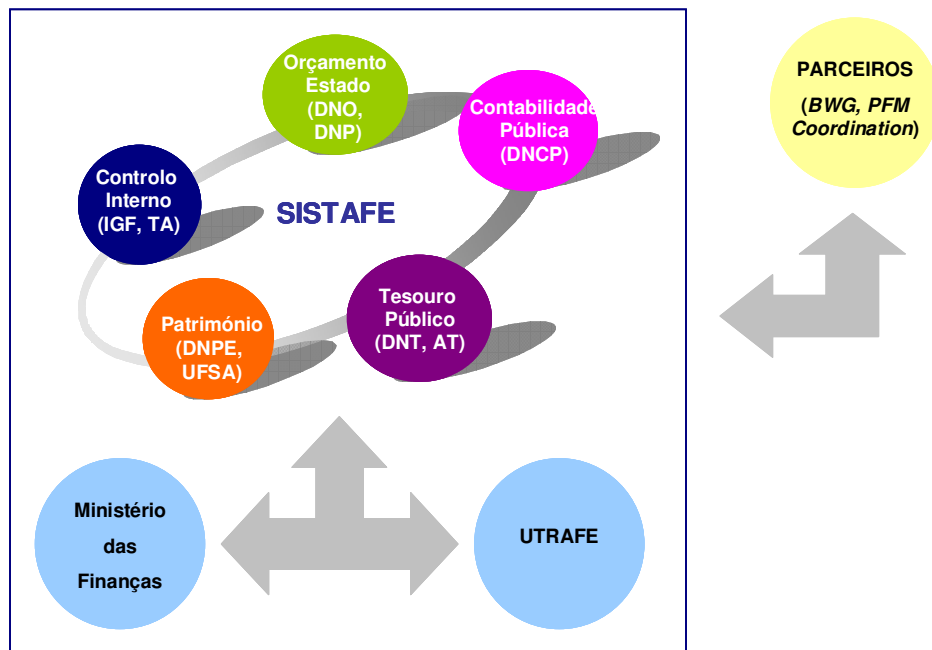 Orçamento
Estado
(DNO,
DNP)
Contabilidade
Pública
(DNCP)
PARCEIROS
(BWG, PFM
Coordination)
Controlo
Interno
(IGF, TA)
SISTAFE
Tesouro
Público
(DNT, AT)
Património
(DNPE,
UFSA)
Ministério
das
Finanças
UTRAFE